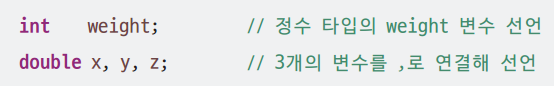 int    weight;          // 정수 타입의 weight 변수 선언
double x, y, z;         // 3개의 변수를 ,로 연결해 선언